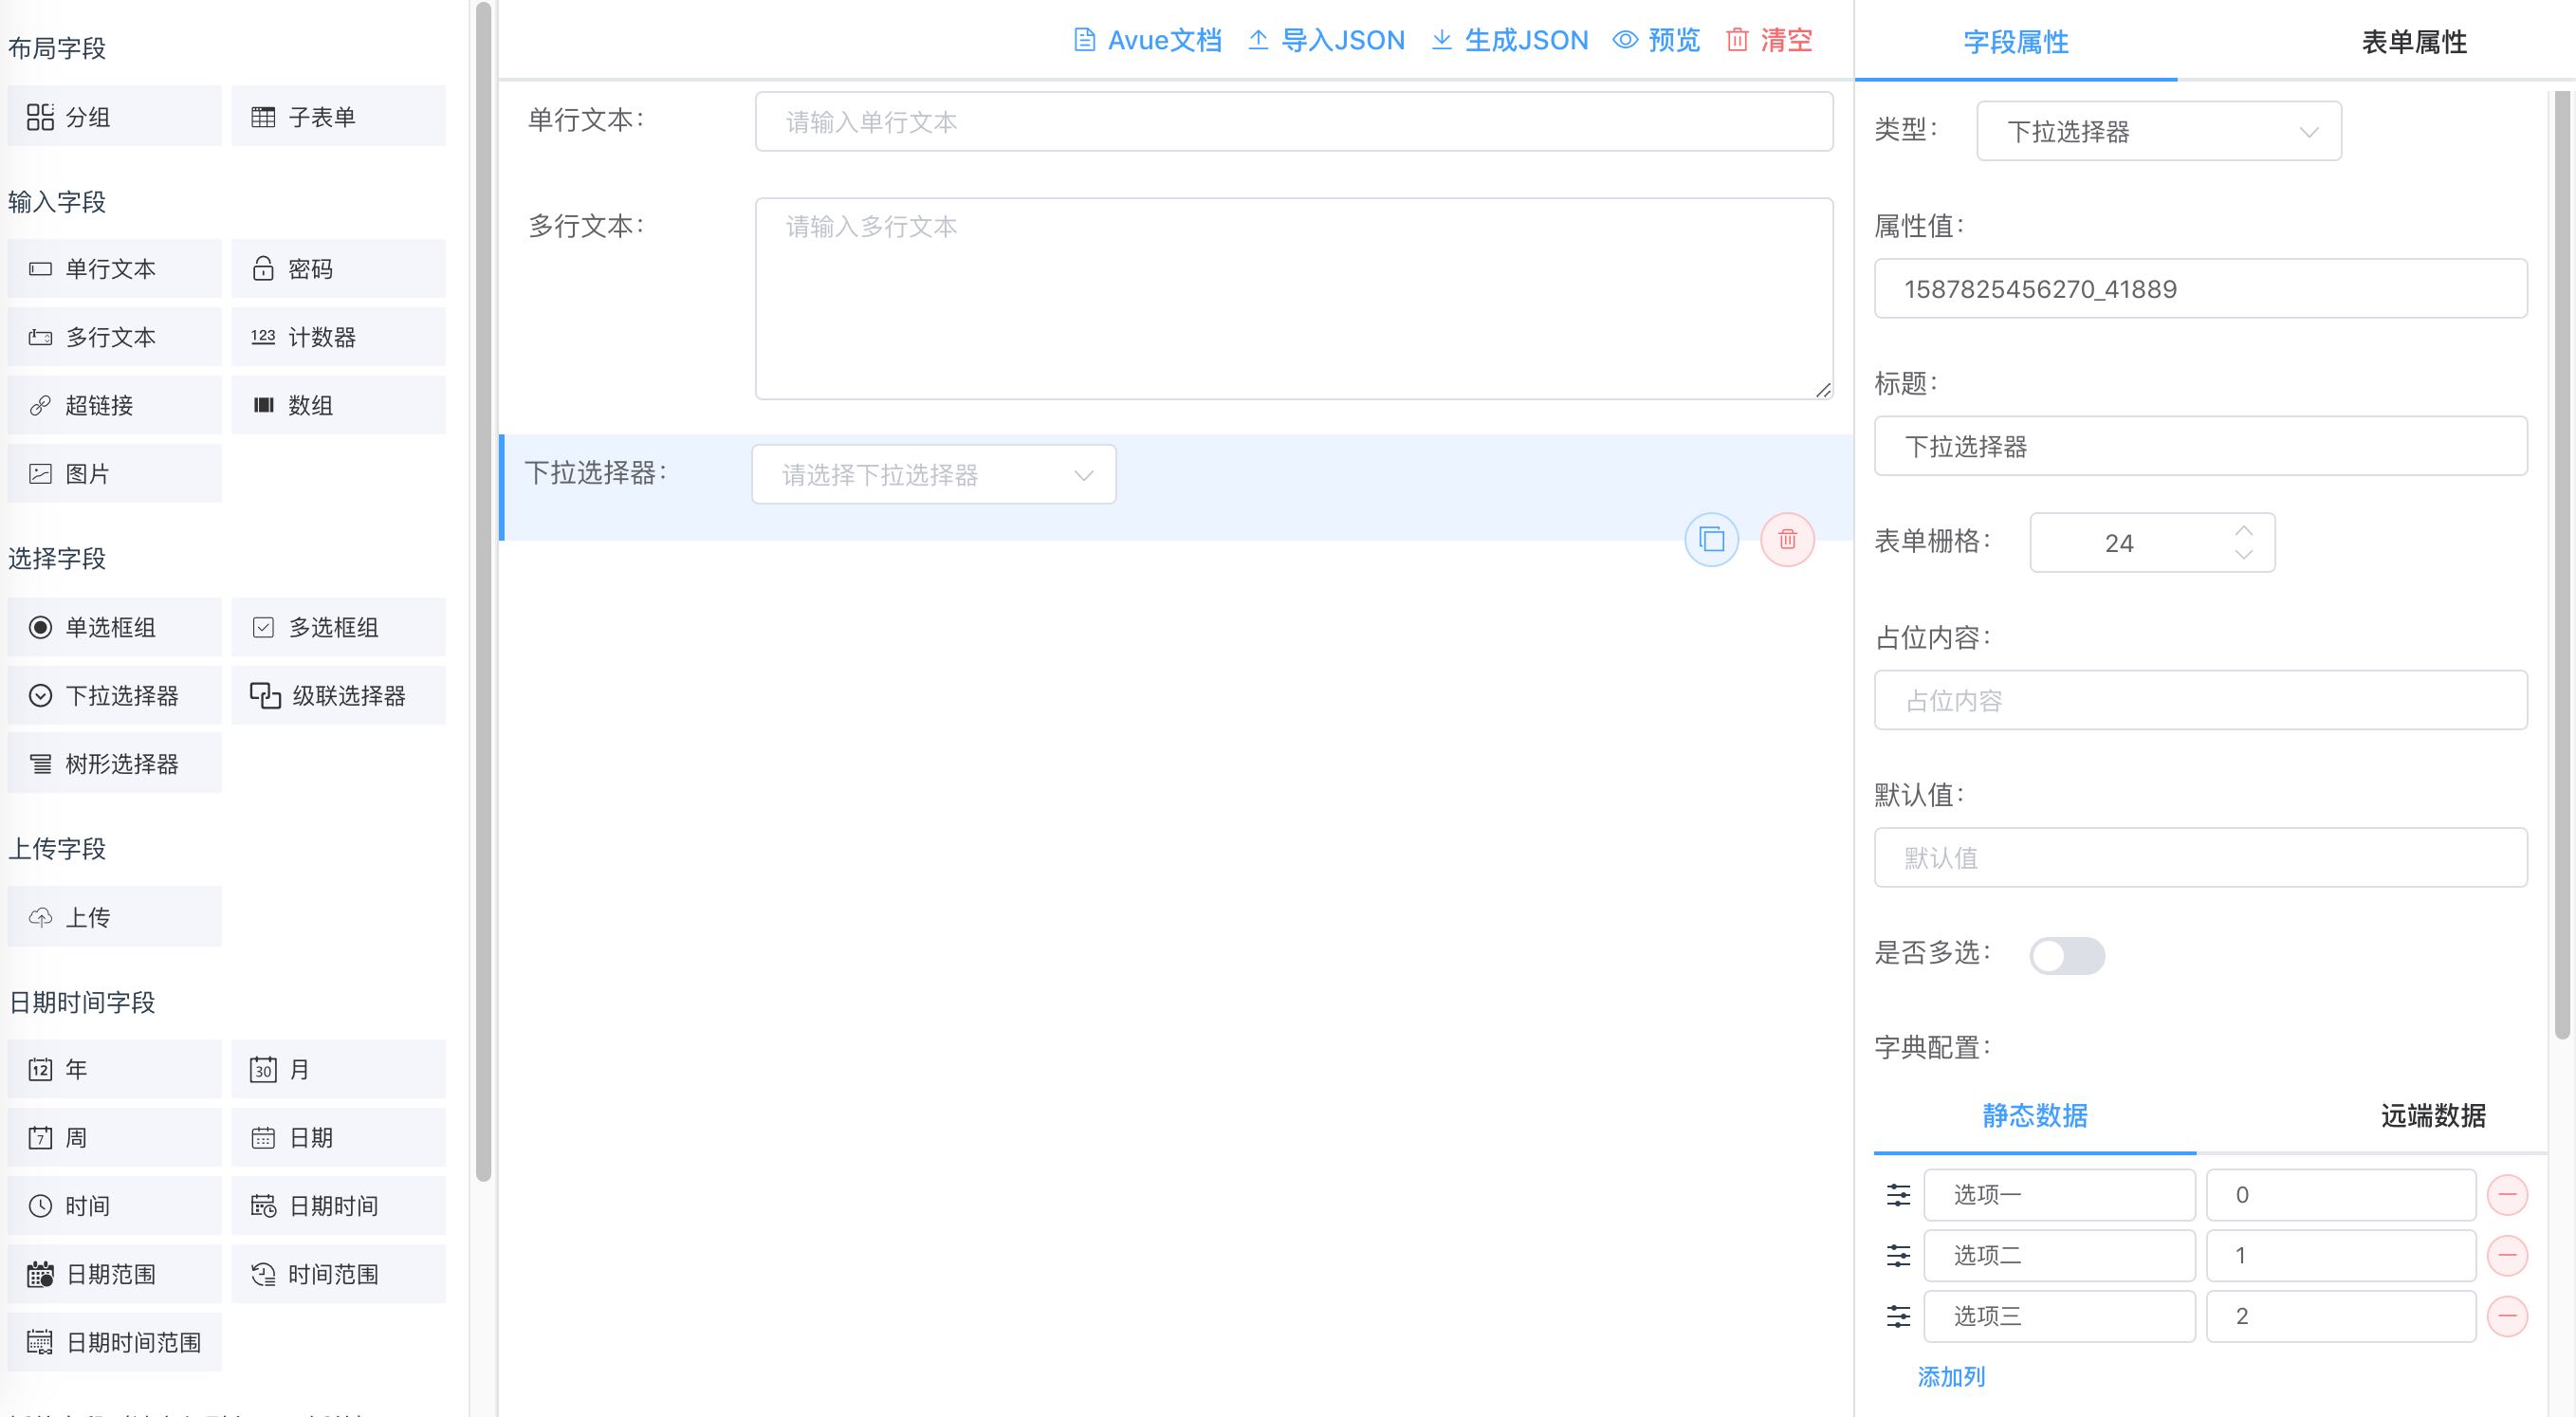 布局字段
分组
子表单
输入字段
单行文本
密码
多行文本
123 计数器
超链接
数组
图片
选择字段
单选框组
多选框组
下拉选择器
级联选择器
树形选择器
上传字段
上传
日期时间字段
12 年
30 月
7 周
日期
时间
日期时间
日期范围
时间范围
日期时间范围
Avue文档 导入JSON 生成JSON 预览 清空
单行文本：
请输入单行文本
多行文本：
请输入多行文本
下拉选择器：
请选择下拉选择器
字段属性
表单属性
类型：
下拉选择器
属性值：
1587825456270_41889
标题：
下拉选择器
表单栅格：
24
占位内容：
占位内容
默认值：
默认值
是否多选：
字典配置：
静态数据
远端数据
选项一 0
选项二 1
选项三 2
添加列